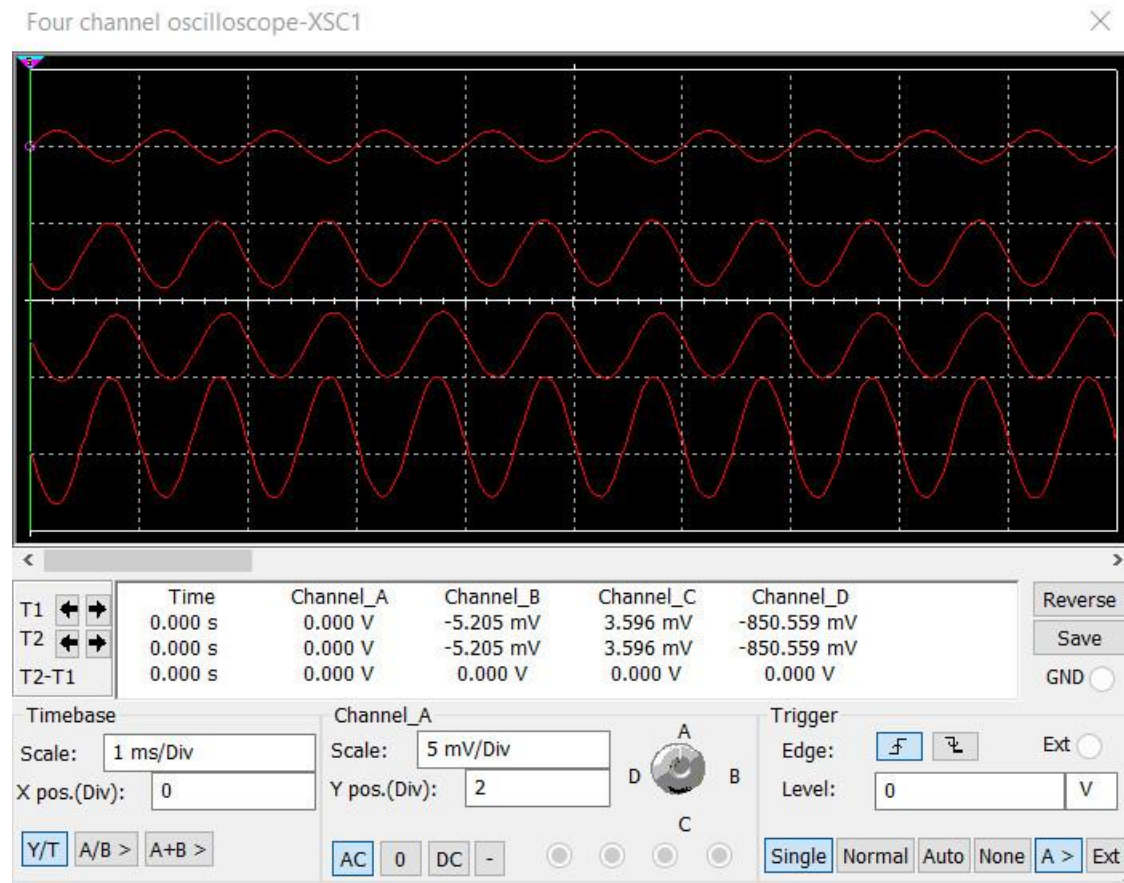 Four channel oscilloscope-XSC1
Time Channel_A Channel_B Channel_C Channel_D
T1 0.000 s 0.000 V -5.205 mV 3.596 mV -850.559 mV
T2 0.000 s 0.000 V -5.205 mV 3.596 mV -850.559 mV
T2-T1 0.000 s 0.000 V 0.000 V 0.000 V 0.000 V
Reverse
Save
GND
Timebase
Scale: 1 ms/Div
X pos.(Div): 0
Y/T A/B > A+B >
Channel_A
Scale: 5 mV/Div
Y pos.(Div): 2
AC 0 DC -
A
D B
C
Trigger
Edge: Ext
Level: 0 V
Single Normal Auto None A > Ext